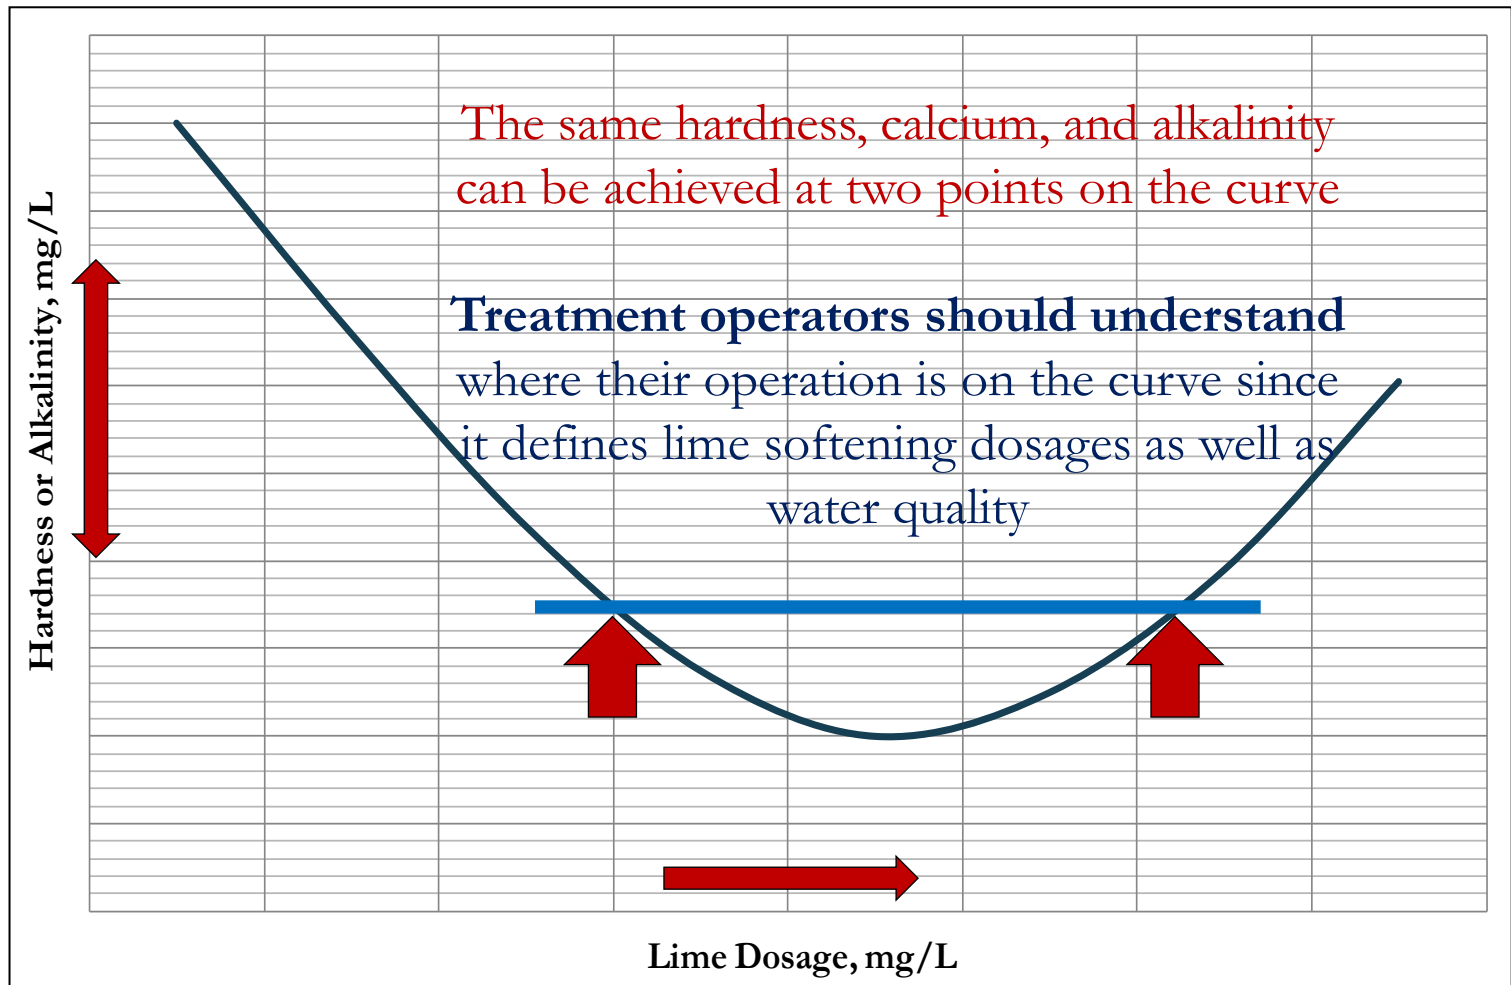 The same hardness, calcium, and alkalinity
can be achieved at two points on the curve
Treatment operators should understand
where their operation is on the curve since
it defines lime softening dosages as well as
water quality
Hardness or Alkalinity, mg/L
Lime Dosage, mg/L